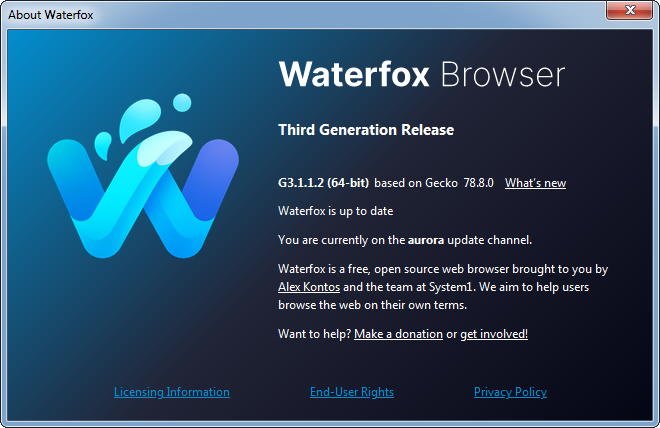 About Waterfox
Waterfox Browser
Third Generation Release
G3.1.1.2 (64-bit) based on Gecko 78.8.0 What's new
Waterfox is up to date
You are currently on the aurora update channel.
Waterfox is a free, open source web browser brought to you by
Alex Kontos and the team at System1. We aim to help users
browse the web on their own terms.
Want to help? Make a donation or get involved!
Licensing Information End-User Rights Privacy Policy